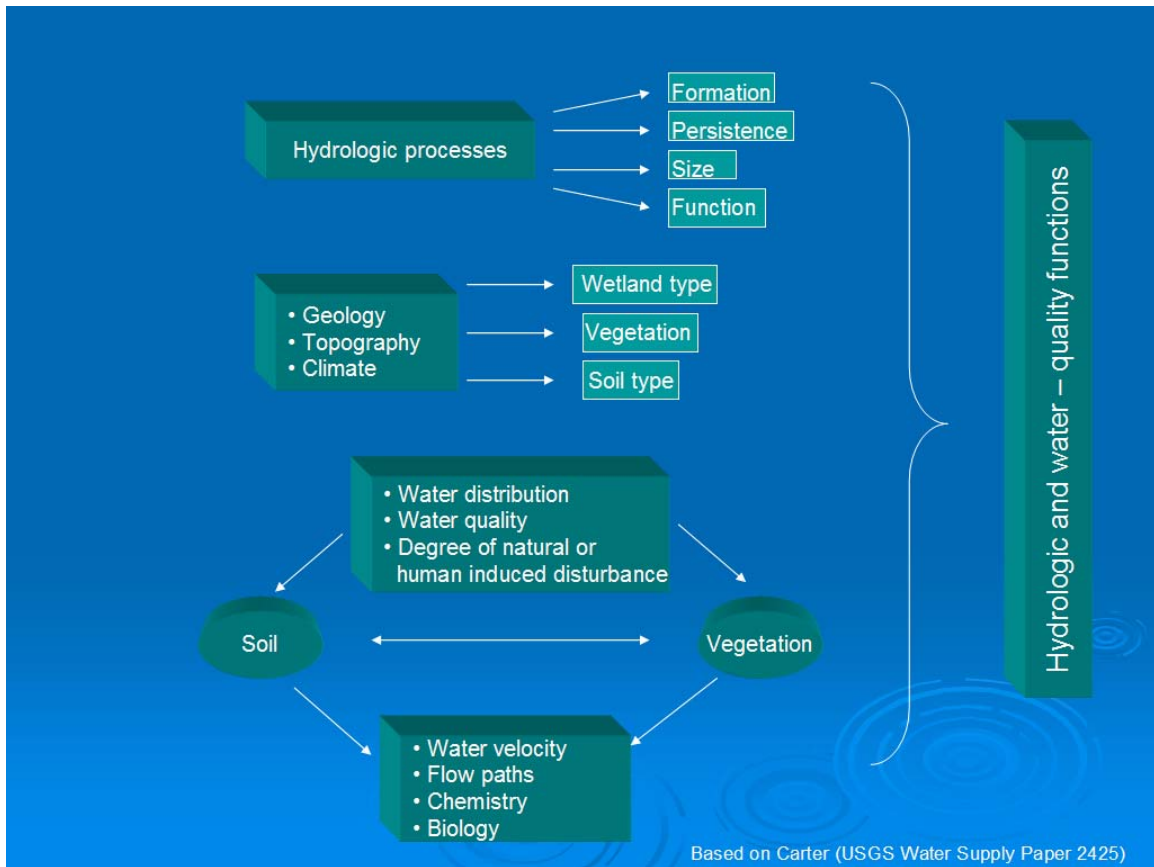 Formation
Persistence
Hydrologic processes
Size
Function
Wetland type
• Geology
• Topography
• Climate
Vegetation
Soil type
• Water distribution
• Water quality
• Degree of natural or
human induced disturbance
Soil
Vegetation
• Water velocity
• Flow paths
• Chemistry
• Biology
Hydrologic and water – quality functions
Based on Carter (USGS Water Supply Paper 2425)